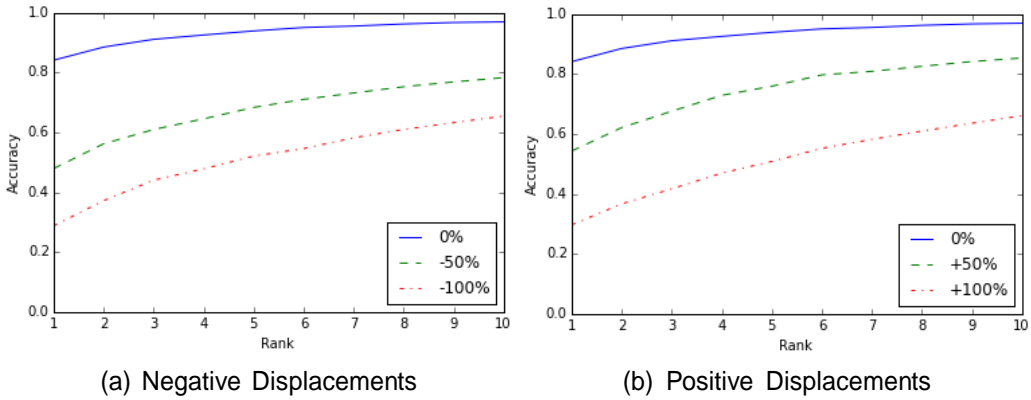 1.0
0.8
0.6
0.4
0.2
0.0
Accuracy
1 2 3 4 5 6 7 8 9 10
Rank
0%
-50%
-100%
(a) Negative Displacements
1.0
0.8
0.6
0.4
0.2
0.0
Accuracy
1 2 3 4 5 6 7 8 9 10
Rank
0%
+50%
+100%
(b) Positive Displacements